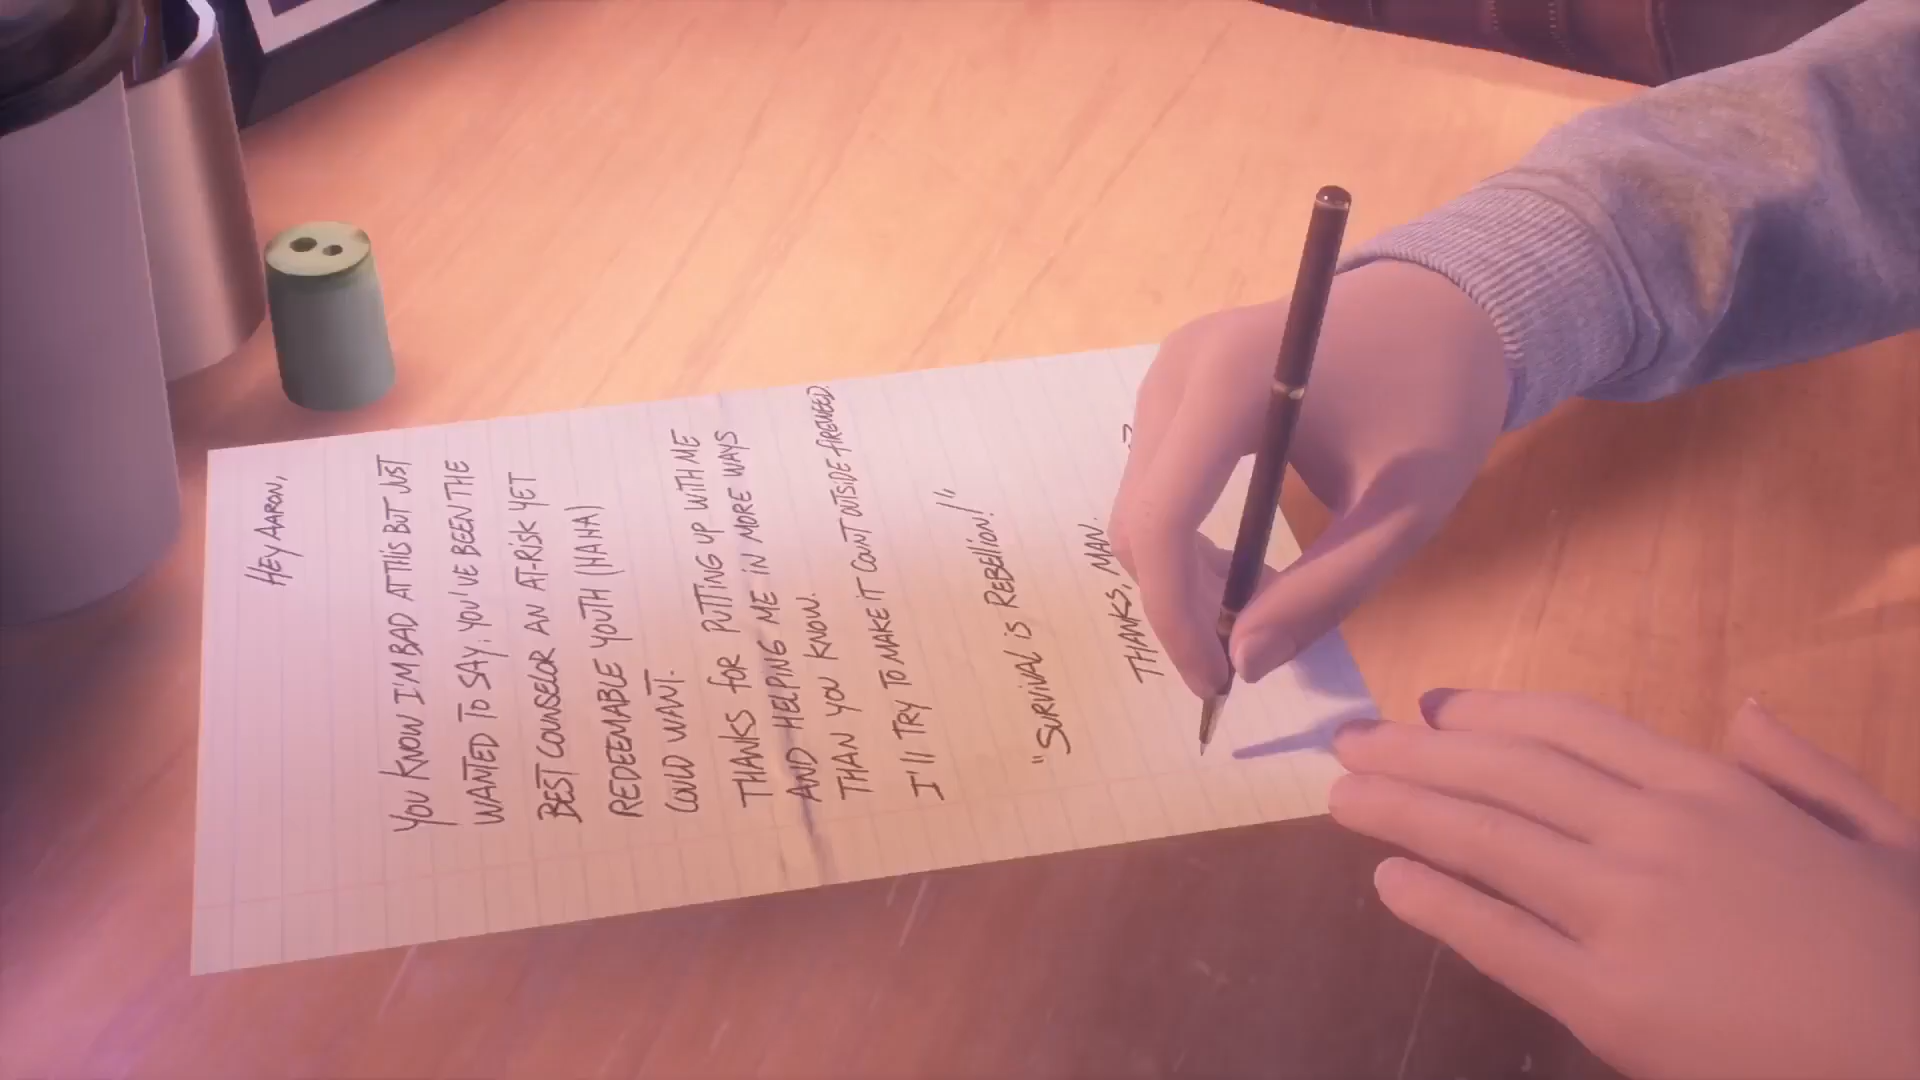 HEY AARON,
YOU KNOW I'M BAD AT THIS BUT JUST
WANTED TO SAY; YOU'VE BEEN THE
BEST COUNSELOR AN AT-RISK YET
REDEEMABLE YOUTH (HAHA)
COULD WANT.
THANKS for PUTTING UP WITH ME
AND HELPING ME IN MORE WAYS
THAN YOU KNOW.
I'll TRY TO MAKE IT COUNT OUTSIDE FIREWEED.
"SURVIVAL iS REBELLION!"
THANKS, MAN.